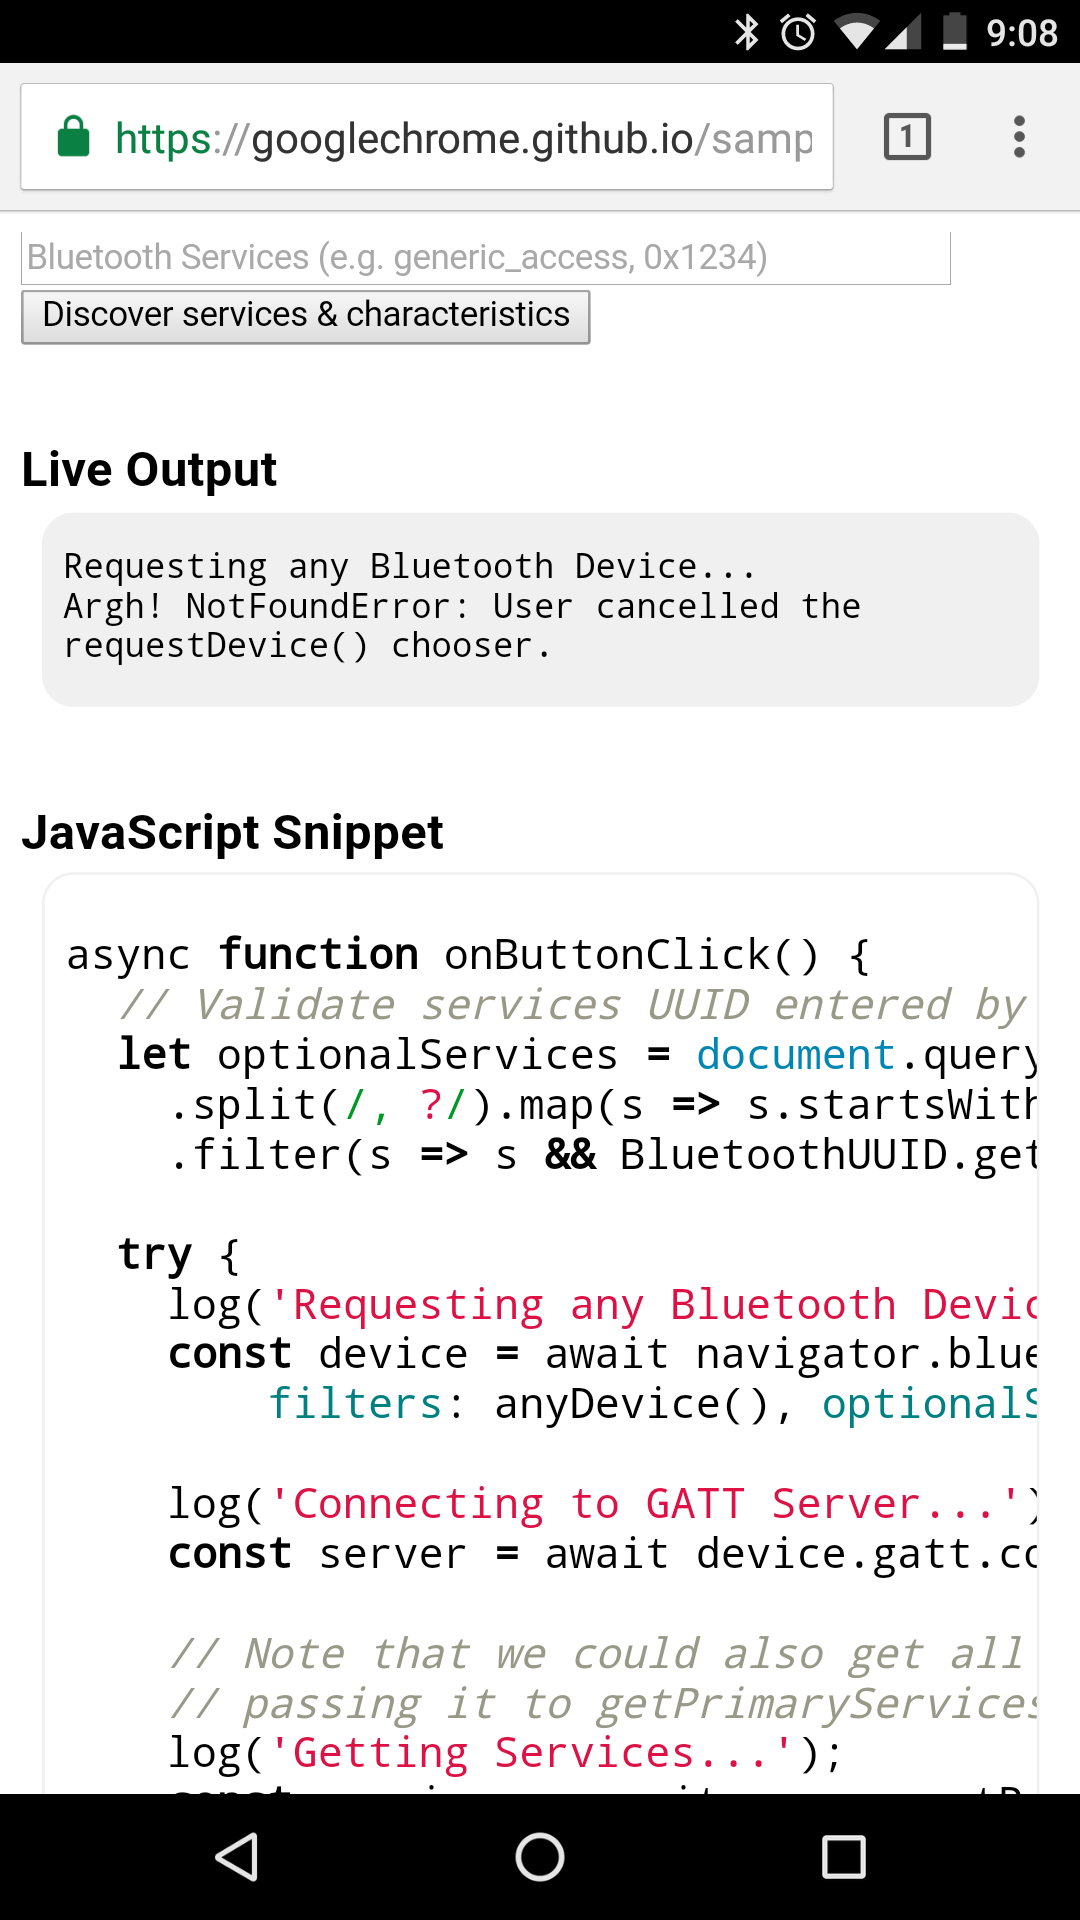 9:08
https://googlechrome.github.io/samp
1
Bluetooth Services (e.g. generic_access, 0x1234)
Discover services & characteristics
Live Output
Requesting any Bluetooth Device...
Argh! NotFoundError: User cancelled the
requestDevice() chooser.
JavaScript Snippet
async function onButtonClick() {
// Validate services UUID entered by
let optionalServices = document.query
.split(/, ?/).map(s => s.startsWith
.filter(s => s && BluetoothUUID.get
try {
log('Requesting any Bluetooth Devic
const device = await navigator.blue
filters: anyDevice(), optionalS
log('Connecting to GATT Server...')
const server = await device.gatt.co
// Note that we could also get all
// passing it to getPrimaryServices
log('Getting Services...');